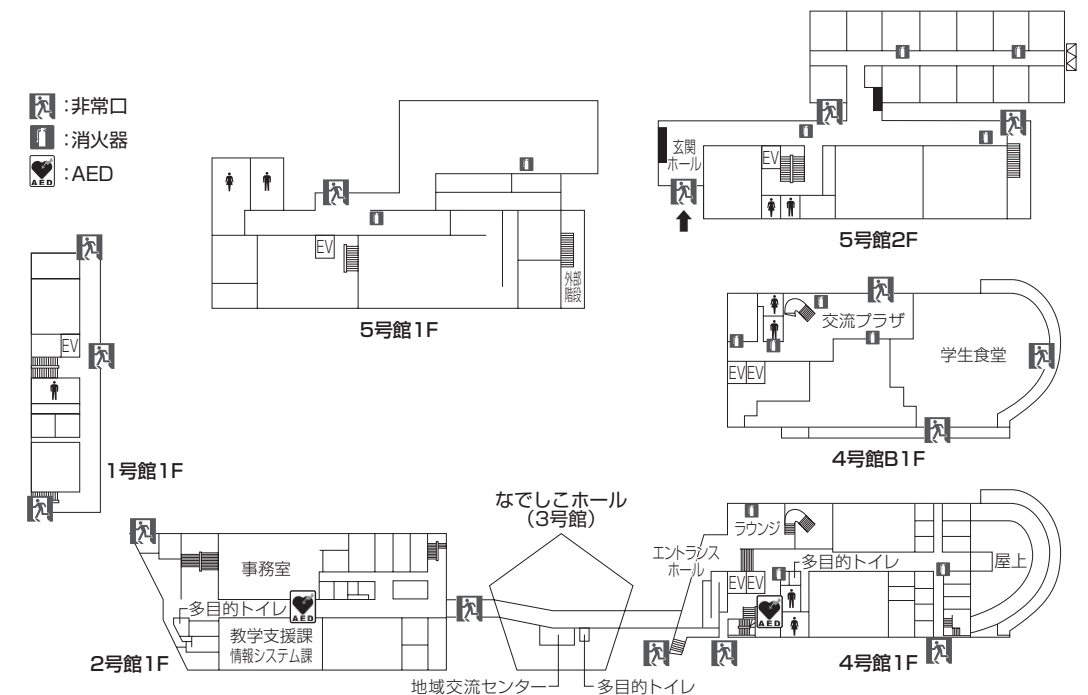 :非常口
:消火器
AED
:AED
玄関
ホール
EV
5号館2F
EV
外部
階段
5号館1F
交流プラザ
学生食堂
EV EV
4号館B1F
EV
1号館1F
なでしこホール
(3号館)
ラウンジ
エントランス
ホール
多目的トイレ
屋上
EV EV
AED
4号館1F
事務室
多目的トイレ
AED
教学支援課
情報システム課
2号館1F
地域交流センター
多目的トイレ